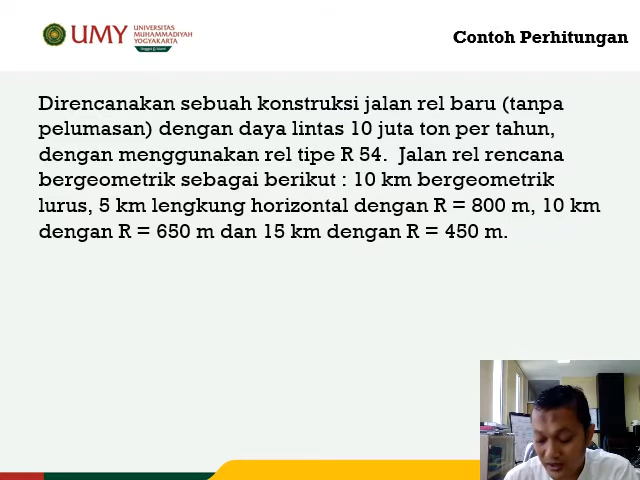 UMY
UNIVERSITAS
MUHAMMADIYAH
YOGYAKARTA
Unggul & Islami
Contoh Perhitungan
Direncanakan sebuah konstruksi jalan rel baru (tanpa
pelumasan) dengan daya lintas 10 juta ton per tahun,
dengan menggunakan rel tipe R 54.  Jalan rel rencana
bergeometrik sebagai berikut : 10 km bergeometrik
lurus, 5 km lengkung horizontal dengan R = 800 m, 10 km
dengan R = 650 m dan 15 km dengan R = 450 m.